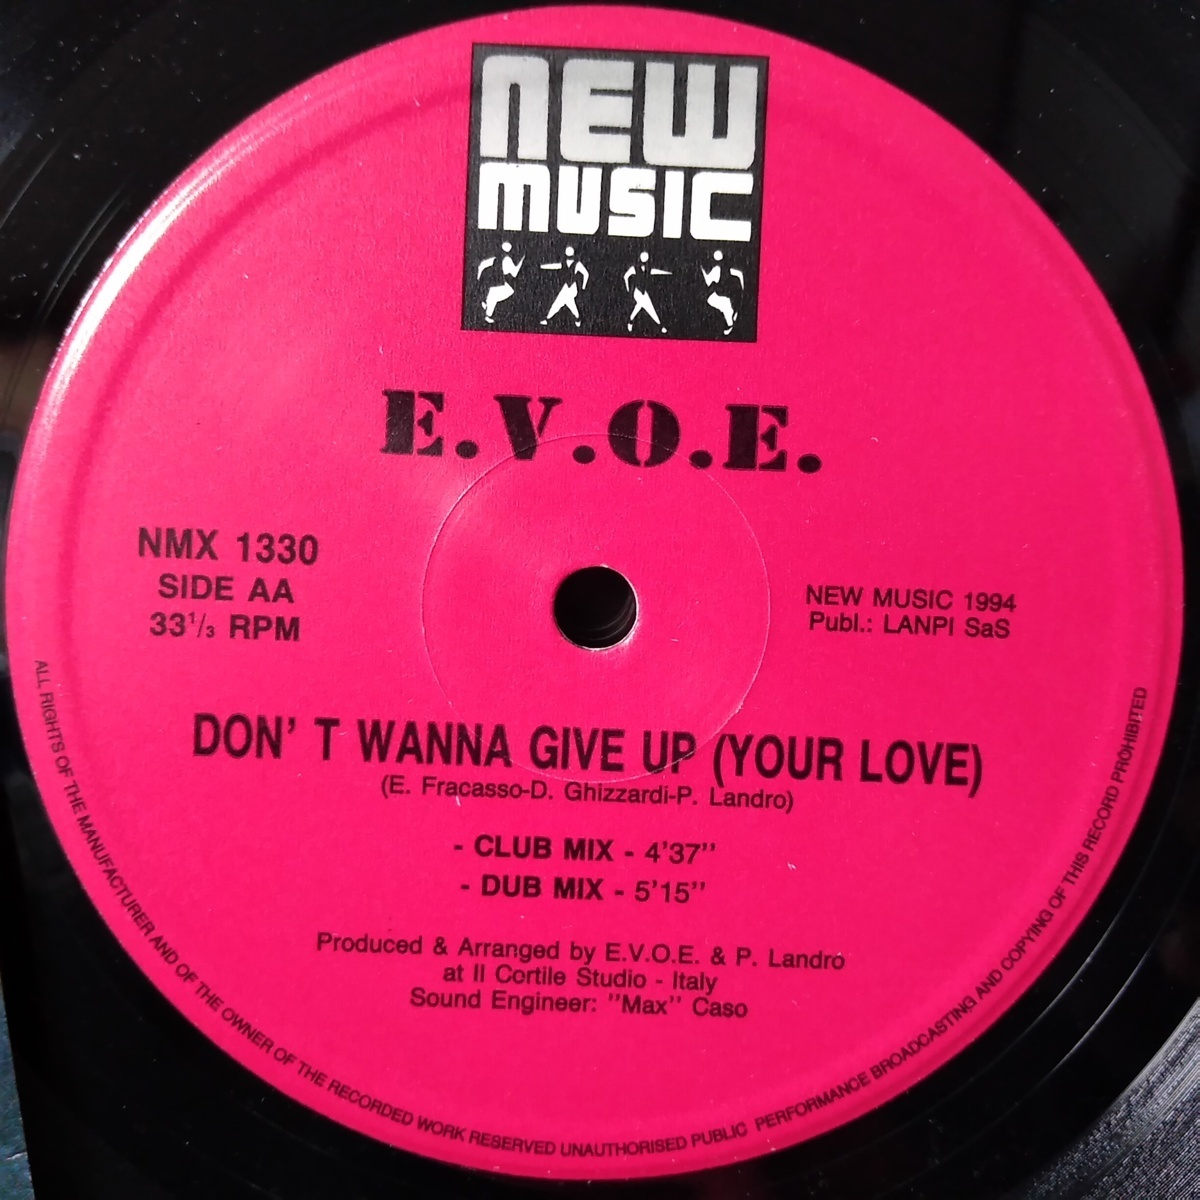 NEW
MUSIC
E.V.O.E.
NMX 1330
SIDE AA
33 1/3 RPM
NEW MUSIC 1994
Publ.: LANPI SaS
DON' T WANNA GIVE UP (YOUR LOVE)
(E. Fracasso-D. Ghizzardi-P. Landro)
- CLUB MIX - 4'37''
- DUB MIX - 5'15''
Produced & Arranged by E.V.O.E. & P. Landro
at Il Cortile Studio - Italy
Sound Engineer: ''Max'' Caso
ALL RIGHTS OF THE MANUFACTURER AND OF THE OWNER OF THE RECORDED WORK RESERVED UNAUTHORISED PUBLIC PERFORMANCE BROADCASTING AND COPYING OF THIS RECORD PROHIBITED